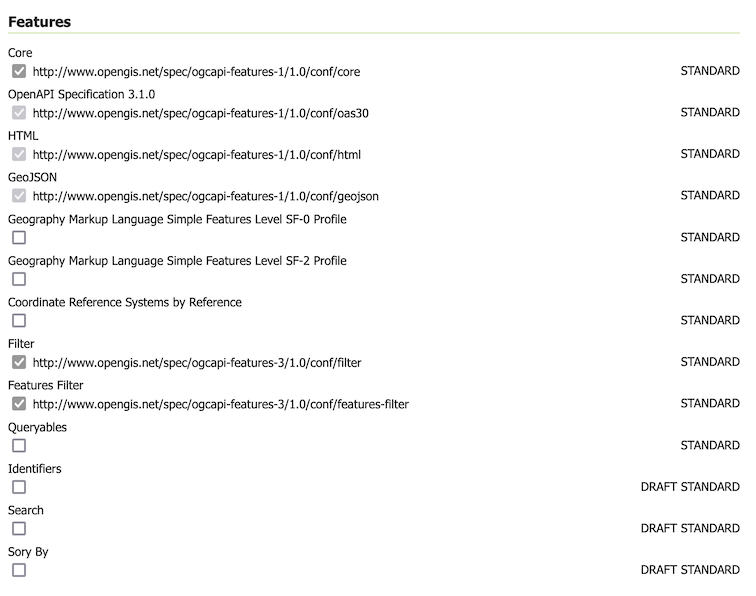 Features
Core
http://www.opengis.net/spec/ogcapi-features-1/1.0/conf/core STANDARD
OpenAPI Specification 3.1.0
http://www.opengis.net/spec/ogcapi-features-1/1.0/conf/oas30 STANDARD
HTML
http://www.opengis.net/spec/ogcapi-features-1/1.0/conf/html STANDARD
GeoJSON
http://www.opengis.net/spec/ogcapi-features-1/1.0/conf/geojson STANDARD
Geography Markup Language Simple Features Level SF-0 Profile
STANDARD
Geography Markup Language Simple Features Level SF-2 Profile
STANDARD
Coordinate Reference Systems by Reference
STANDARD
Filter
http://www.opengis.net/spec/ogcapi-features-3/1.0/conf/filter STANDARD
Features Filter
http://www.opengis.net/spec/ogcapi-features-3/1.0/conf/features-filter STANDARD
Queryables
STANDARD
Identifiers
DRAFT STANDARD
Search
DRAFT STANDARD
Sory By
DRAFT STANDARD